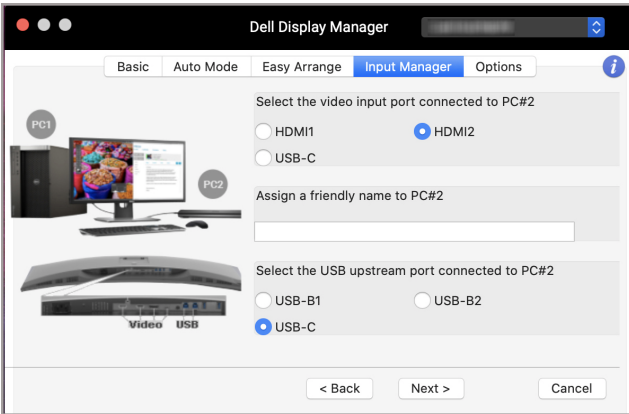 Dell Display Manager
Basic Auto Mode Easy Arrange Input Manager Options
i
Select the video input port connected to PC#2
PC1
HDMI1 HDMI2
USB-C
PC2
Assign a friendly name to PC#2
Select the USB upstream port connected to PC#2
USB-B1 USB-B2
Video USB
USB-C
< Back Next > Cancel